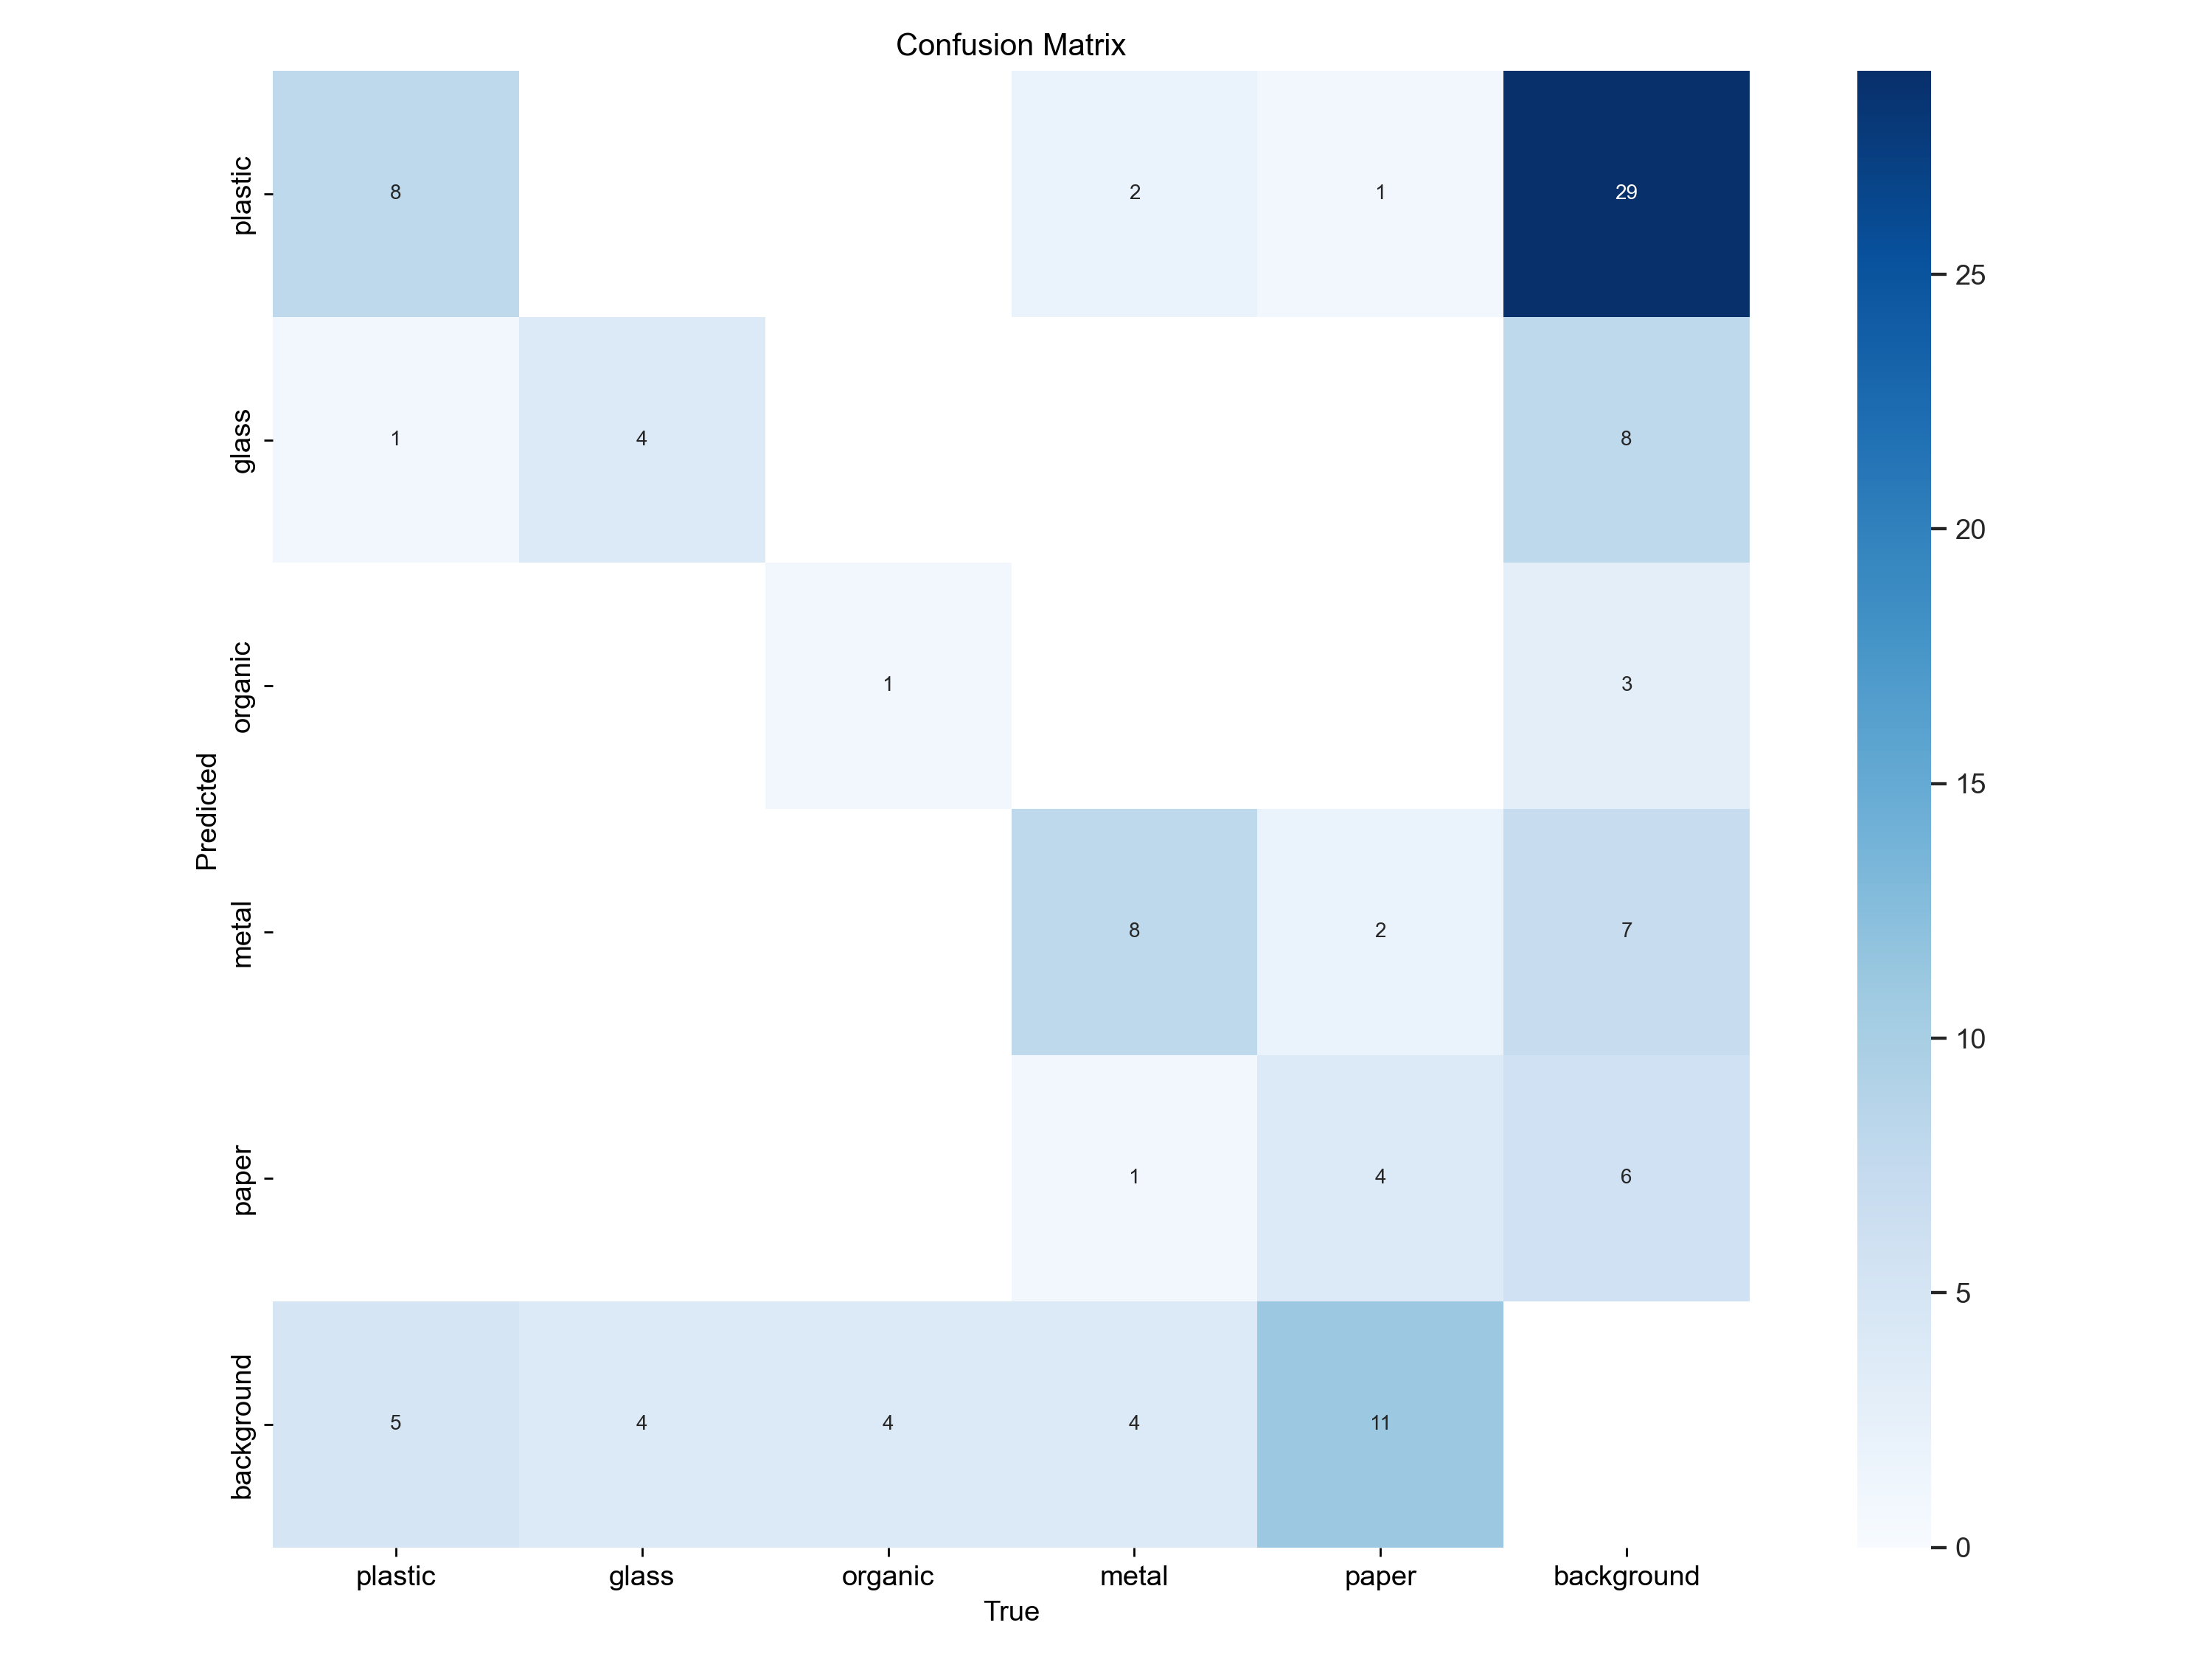 Confusion Matrix
plastic 8 2 1 29
glass 1 4 8
organic 1 3
metal 8 2 7
paper 1 4 6
background 5 4 4 4 11
plastic glass organic metal paper background
True
Predicted
25
20
15
10
5
0